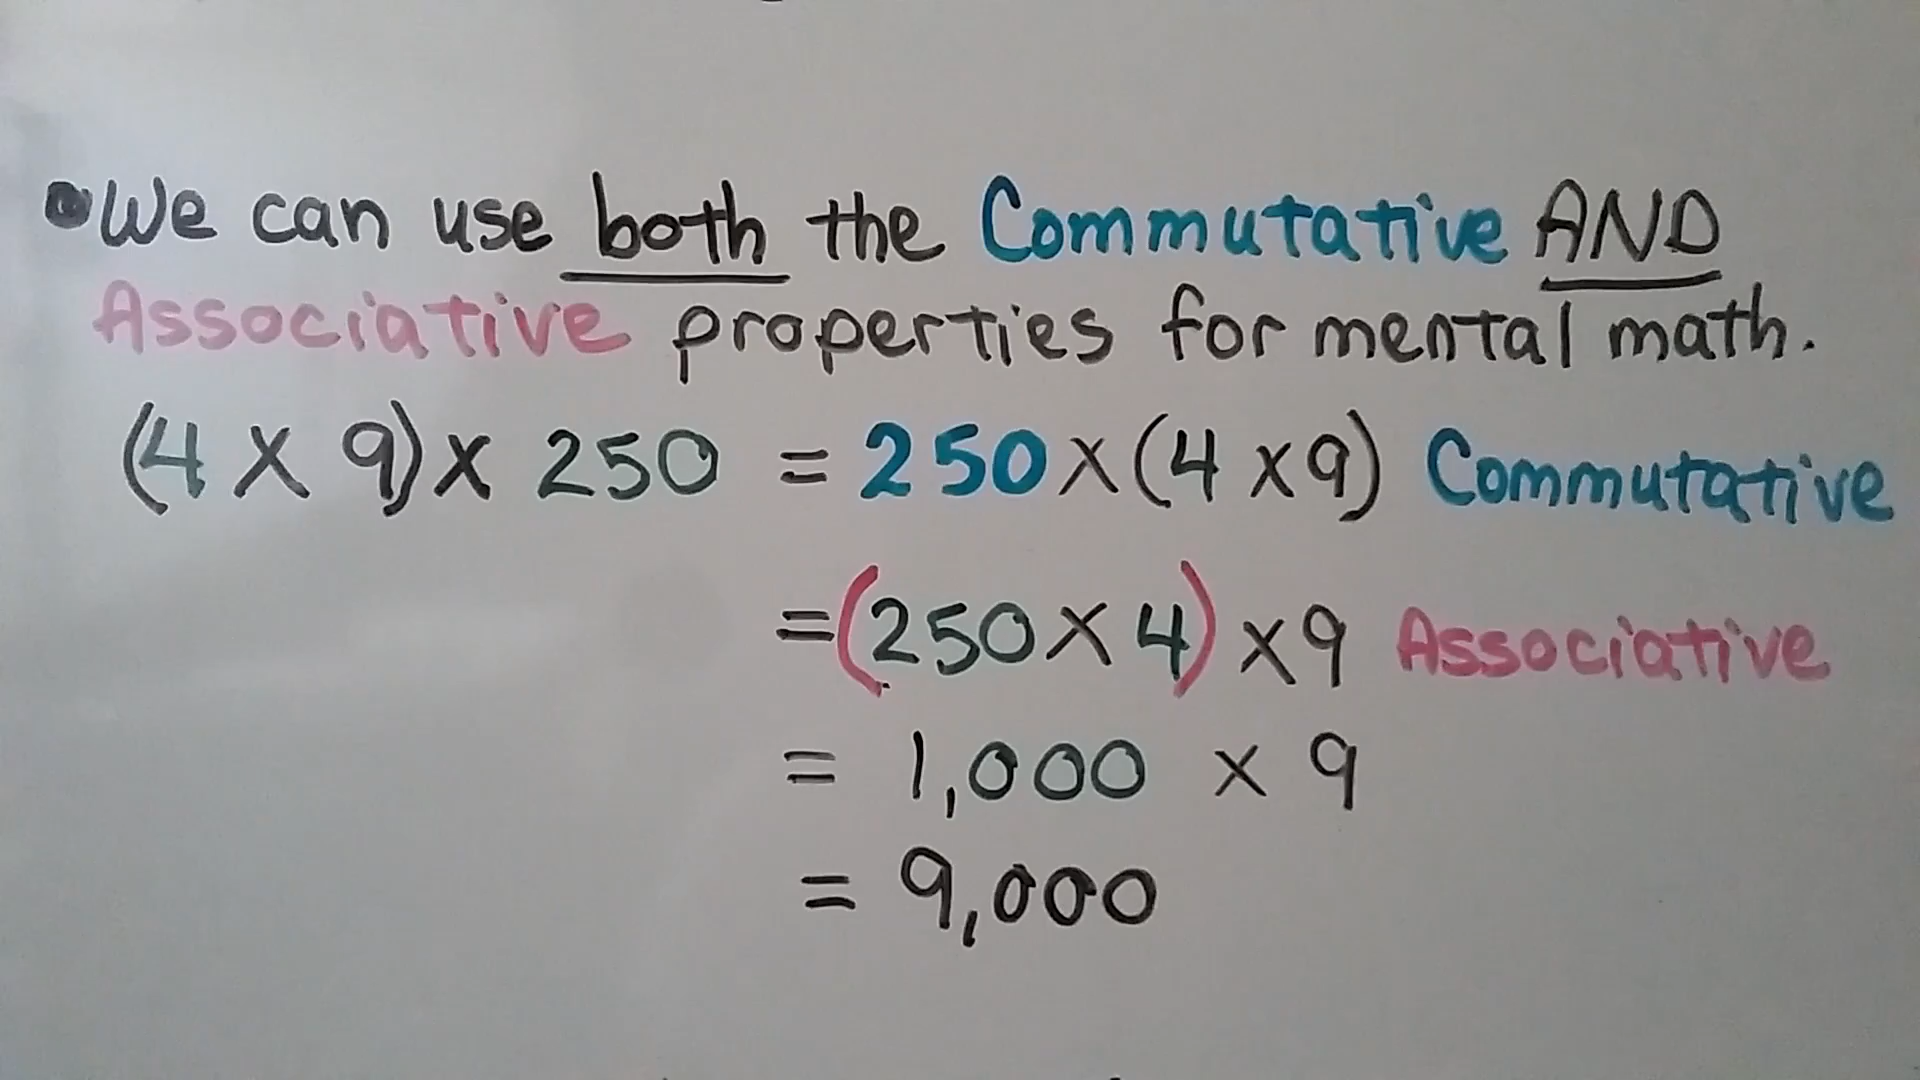 •We can use both the Commutative AND
Associative properties for mental math.
(4 × 9) × 250 = 250 × (4 × 9) Commutative
= (250 × 4) × 9 Associative
= 1,000 × 9
= 9,000